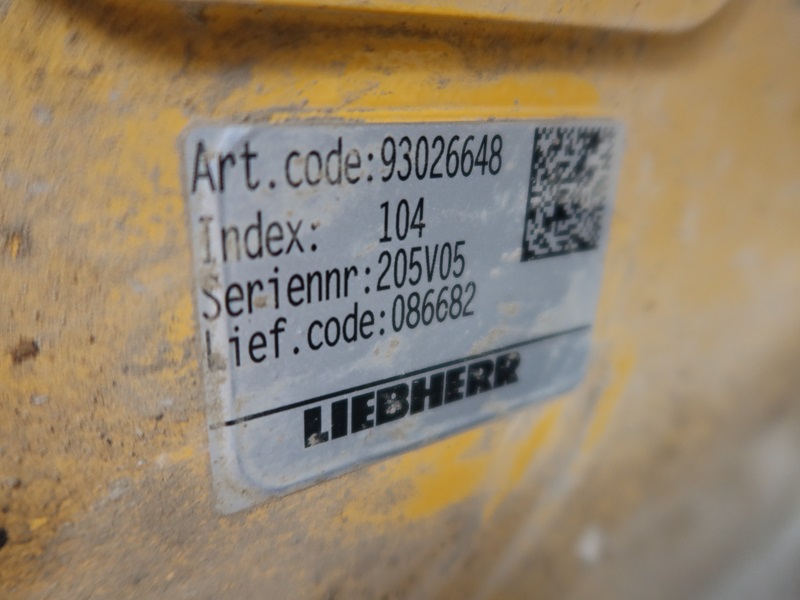 Art.code:93026648
Index: 104
Seriennr:205V05
Lief.code:086682
LIEBHERR